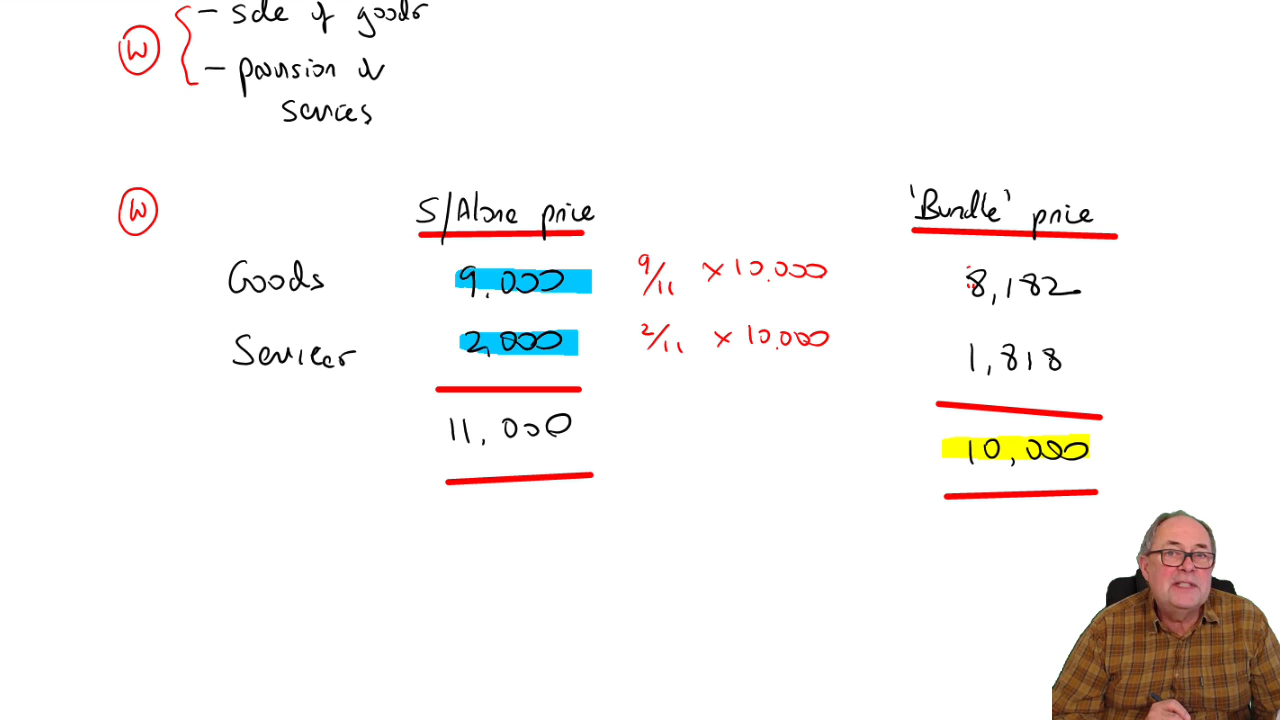 - sale of goods
W
- provision of
services
W
S/Alone price
'Bundle' price
Goods 9,000 9/11 × 10,000 8,182
Services 2,000 2/11 × 10,000 1,818
11,000 10,000